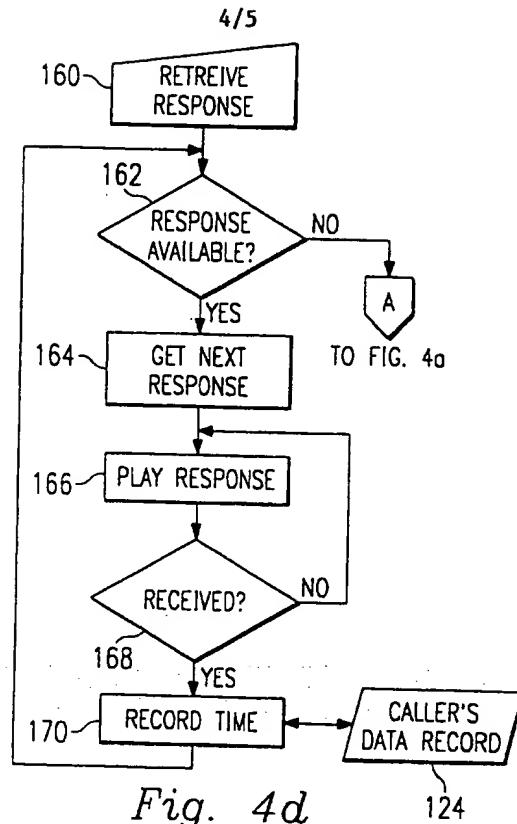 4/5
160
RETREIVE
RESPONSE
162
RESPONSE
AVAILABLE?
NO
A
TO FIG. 4a
YES
164
GET NEXT
RESPONSE
166
PLAY RESPONSE
RECEIVED?
NO
168
YES
170
RECORD TIME
CALLER'S
DATA RECORD
124
Fig. 4d